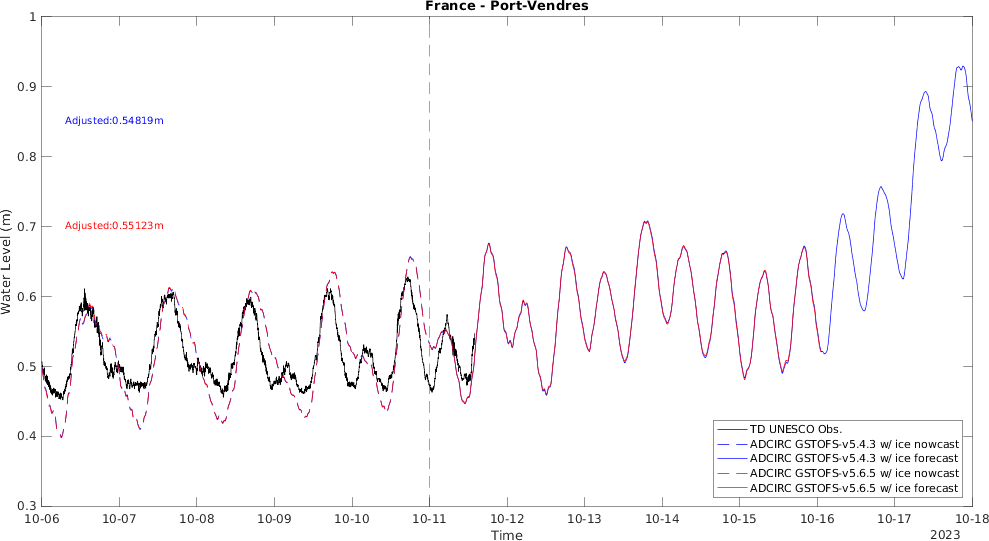 France - Port-Vendres
Water Level (m)
1
0.9
0.8
0.7
0.6
0.5
0.4
0.3
Adjusted:0.54819m
Adjusted:0.55123m
TD UNESCO Obs.
ADCIRC GSTOFS-v5.4.3 w/ ice nowcast
ADCIRC GSTOFS-v5.4.3 w/ ice forecast
ADCIRC GSTOFS-v5.6.5 w/ ice nowcast
ADCIRC GSTOFS-v5.6.5 w/ ice forecast
10-06 10-07 10-08 10-09 10-10 10-11 10-12 10-13 10-14 10-15 10-16 10-17 10-18
Time
2023